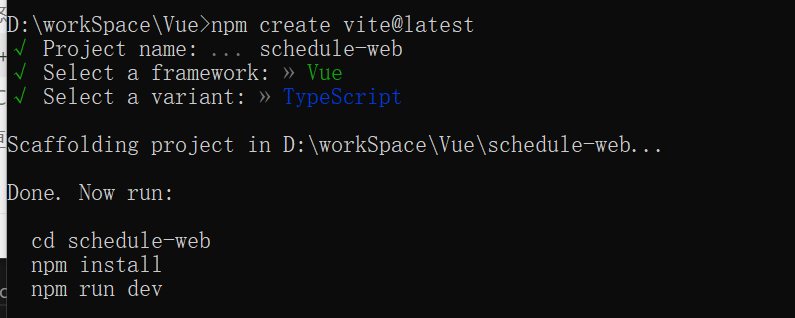 D:\workSpace\Vue>npm create vite@latest
√ Project name: ... schedule-web
√ Select a framework: » Vue
√ Select a variant: » TypeScript
Scaffolding project in D:\workSpace\Vue\schedule-web...
Done. Now run:
cd schedule-web
npm install
npm run dev